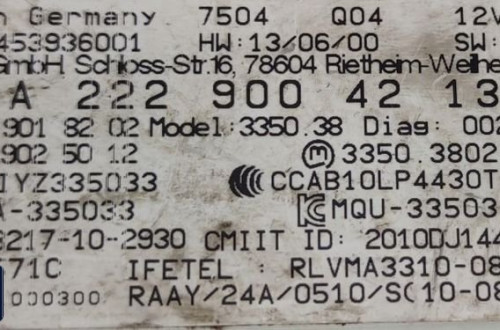 Germany 7504 Q04 12V
453936001 HW:13/06/00 SW:
GmbH, Schloss-Str.16, 78604 Rietheim-Weilhe
A 222 900 42 13
901 82 02 Model:3350.38 Diag: 002
902 50 12 3350.3802
IYZ335033 CCAB10LP4430T
A-335033 MQU-33503
3217-10-2930 CMIIT ID: 2010DJ144
571C IFETEL : RLVMA3310-08
000300 RAAY/24A/0510/S( 10-08